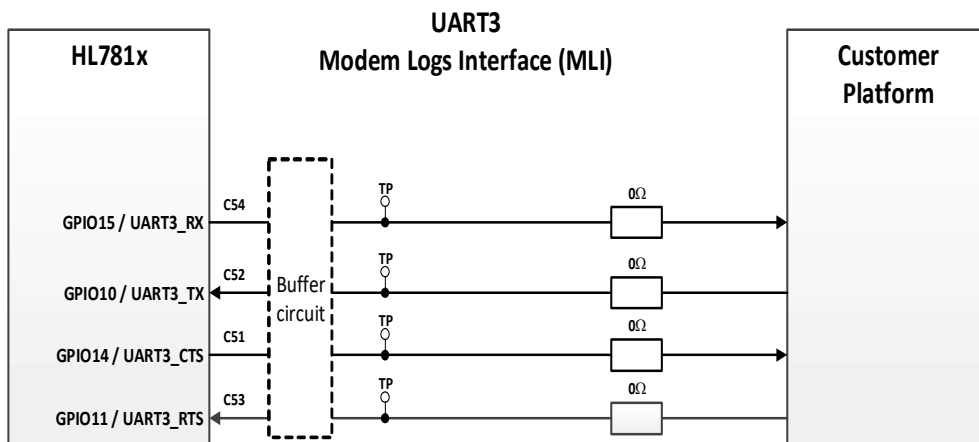 UART3
Modem Logs Interface (MLI)
HL781x
Customer
Platform
GPIO15 / UART3_RX
C54
TP
0Ω
GPIO10 / UART3_TX
C52
TP
0Ω
Buffer
circuit
GPIO14 / UART3_CTS
C51
TP
0Ω
GPIO11 / UART3_RTS
C53
TP
0Ω